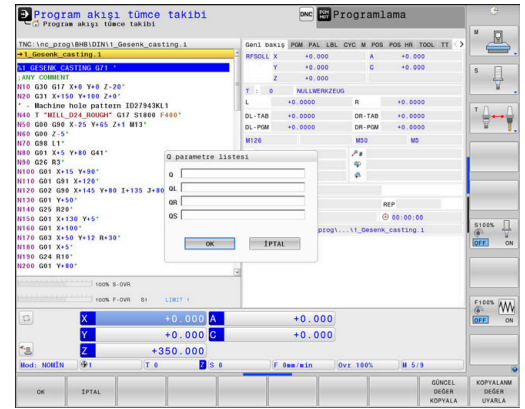 Program akışı tümce takibi
Program akışı tümce takibi
DNC
Programlama
TNC:\nc_prog\BHB\DIN\1_Gesenk_casting.i
→1_Gesenk_casting.i
%1_GESENK_CASTING G71 *
;ANY COMMENT
N10 G30 G17 X+0 Y+0 Z-20*
N20 G31 X+150 Y+100 Z+0*
* - Machine hole pattern ID27943KL1
N40 T "MILL_D24_ROUGH" G17 S1800 F400*
N50 G00 G90 X-25 Y+65 Z+1 M13*
N60 G00 Z-5*
N70 G98 L1*
N80 G01 X+5 Y+80 G41*
N90 G26 R3*
N100 G01 X+15 Y+90*
N110 G01 G91 X+120*
N120 G02 G90 X+145 Y+80 I+135 J+80
N130 G01 Y+50*
N140 G25 R20*
N150 G01 X+130 Y+5*
N160 G01 X+100*
N170 G03 X+50 Y+12 R+30*
N180 G01 X+5*
N190 G24 R10*
N200 G01 Y+80*
Genl bakış PGM PAL LBL CYC M POS POS HR TOOL TT
RFSOLL X +0.000 A +0.000
Y +0.000 C +0.000
Z +0.000
T : 0 NULLWERKZEUG
L +0.0000 R +0.0000
DL-TAB +0.0000 DR-TAB +0.0000
DL-PGM +0.0000 DR-PGM +0.0000
M126 M50 M5
P
REP
00:00:00
prog\...\1_Gesenk_casting.i
Q parametre listesi
Q
QL
QR
QS
OK
İPTAL
100% S-OVR
100% F-OVR S1 LIMIT 1
X +0.000 A +0.000
Y +0.000 C +0.000
Z +350.000
Mod: NOMİN 1 T 0 Z S 0 F 0mm/min Ovr 100% M 5/9
M
S
T
S100%
OFF ON
F100%
OFF ON
OK
İPTAL
GÜNCEL DEĞER KOPYALA
KOPYALANM DEĞER UYARLA